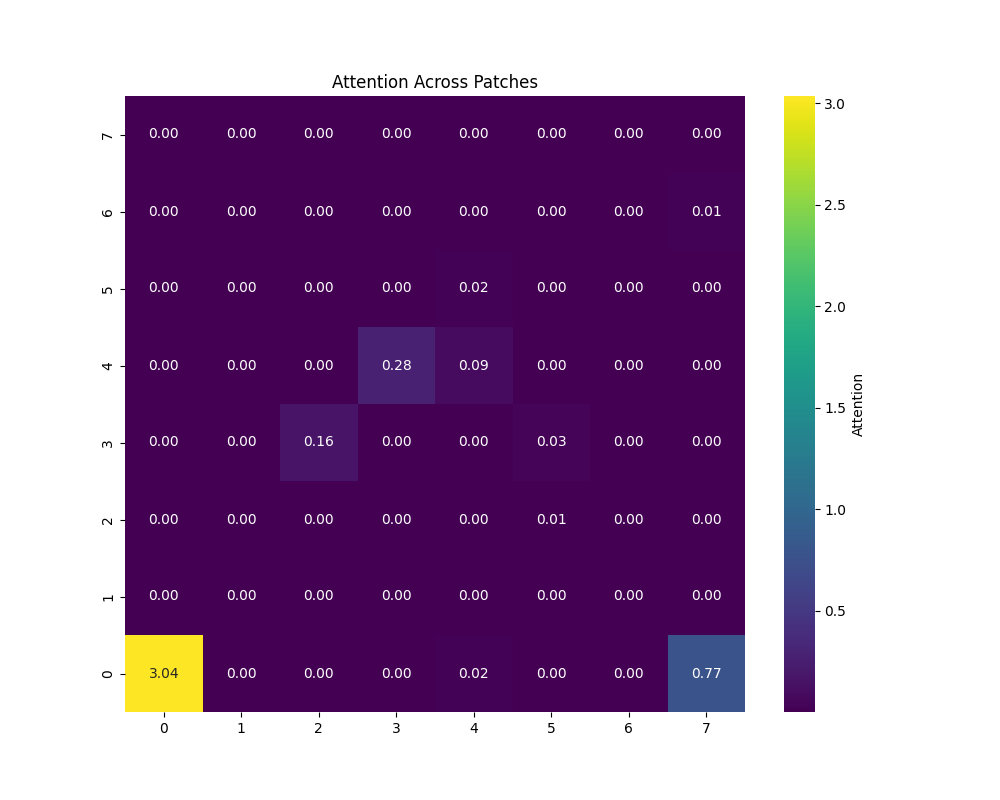 Attention Across Patches
7 0.00 0.00 0.00 0.00 0.00 0.00 0.00 0.00
6 0.00 0.00 0.00 0.00 0.00 0.00 0.00 0.01
5 0.00 0.00 0.00 0.00 0.02 0.00 0.00 0.00
4 0.00 0.00 0.00 0.28 0.09 0.00 0.00 0.00
3 0.00 0.00 0.16 0.00 0.00 0.03 0.00 0.00
2 0.00 0.00 0.00 0.00 0.00 0.01 0.00 0.00
1 0.00 0.00 0.00 0.00 0.00 0.00 0.00 0.00
0 3.04 0.00 0.00 0.00 0.02 0.00 0.00 0.77
0 1 2 3 4 5 6 7
3.0
2.5
2.0
1.5
1.0
0.5
Attention